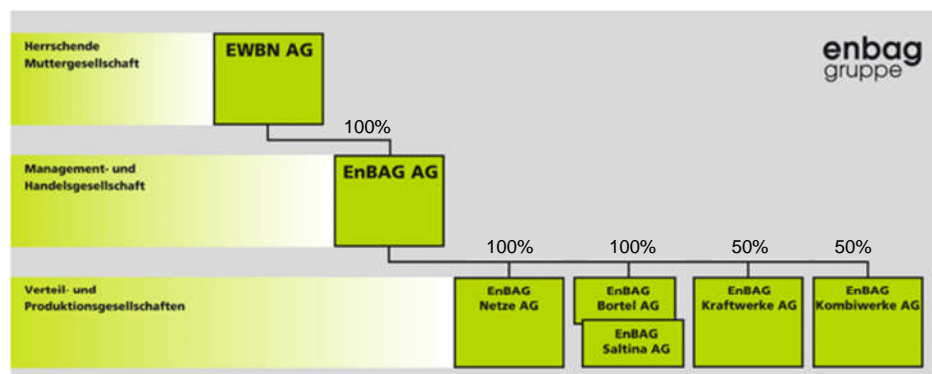 Herrschende
Muttergesellschaft
EWBN AG
enbag
gruppe
100%
Management- und
Handelsgesellschaft
EnBAG AG
100%
100%
50%
50%
Verteil- und
Produktionsgesellschaften
EnBAG
Netze AG
EnBAG
Bortel AG
EnBAG
Saltina AG
EnBAG
Kraftwerke AG
EnBAG
Kombiwerke AG